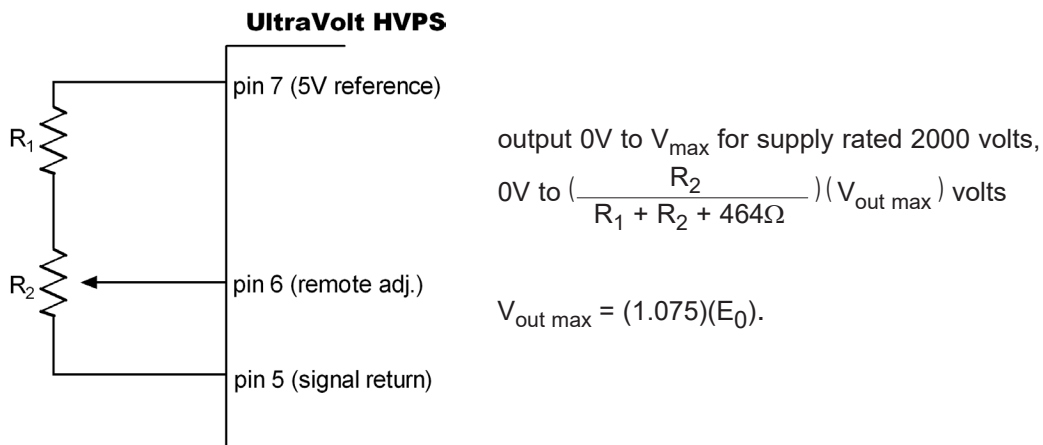 UltraVolt HVPS
pin 7 (5V reference)
R1
R2
pin 6 (remote adj.)
pin 5 (signal return)
output 0V to Vmax for supply rated 2000 volts,
0V to (R2 / R1 + R2 + 464Ω)(Vout max) volts
Vout max = (1.075)(E0).